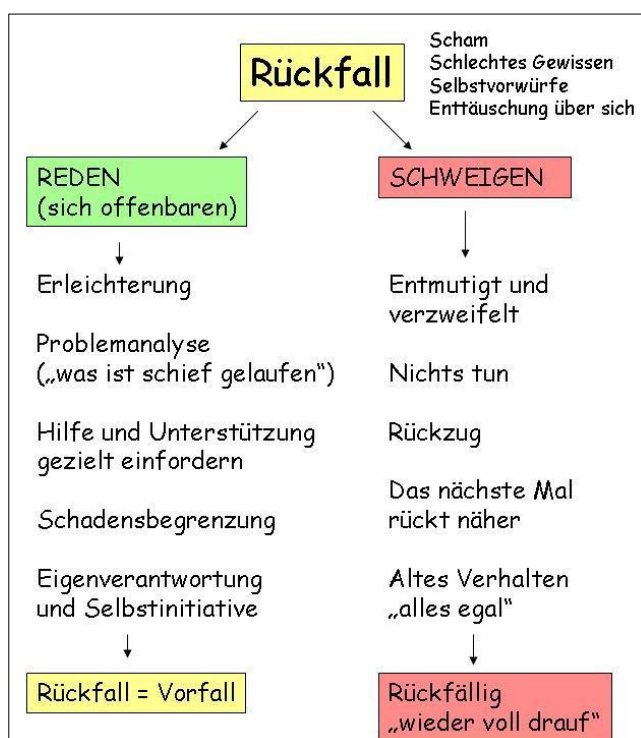 Rückfall
Scham
Schlechtes Gewissen
Selbstvorwürfe
Enttäuschung über sich
REDEN
(sich offenbaren)
Erleichterung
Problemanalyse
(„was ist schief gelaufen“)
Hilfe und Unterstützung
gezielt einfordern
Schadensbegrenzung
Eigenverantwortung
und Selbstinitiative
Rückfall = Vorfall
SCHWEIGEN
Entmutigt und
verzweifelt
Nichts tun
Rückzug
Das nächste Mal
rückt näher
Altes Verhalten
„alles egal“
Rückfällig
„wieder voll drauf“